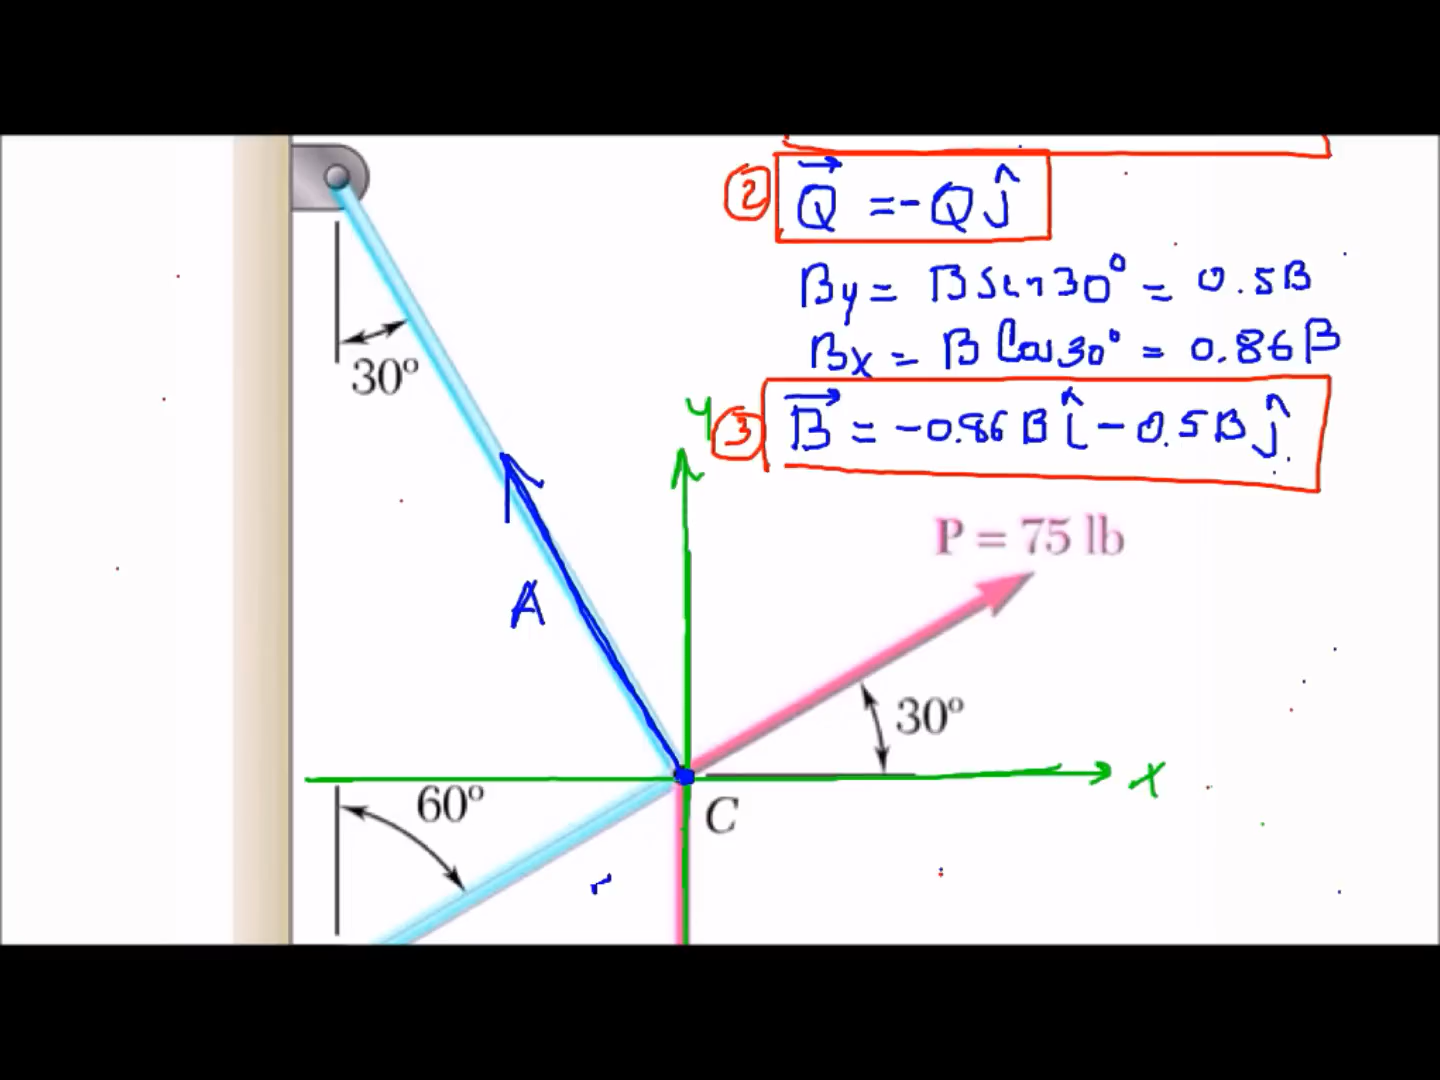 ② Q⃗ = - Q ĵ
By = B sin 30° = 0.5B
Bx = B Cos 30° = 0.86 B
③ B⃗ = -0.86 B î - 0.5 B ĵ
30°
Y
P = 75 lb
A
30°
X
60°
C